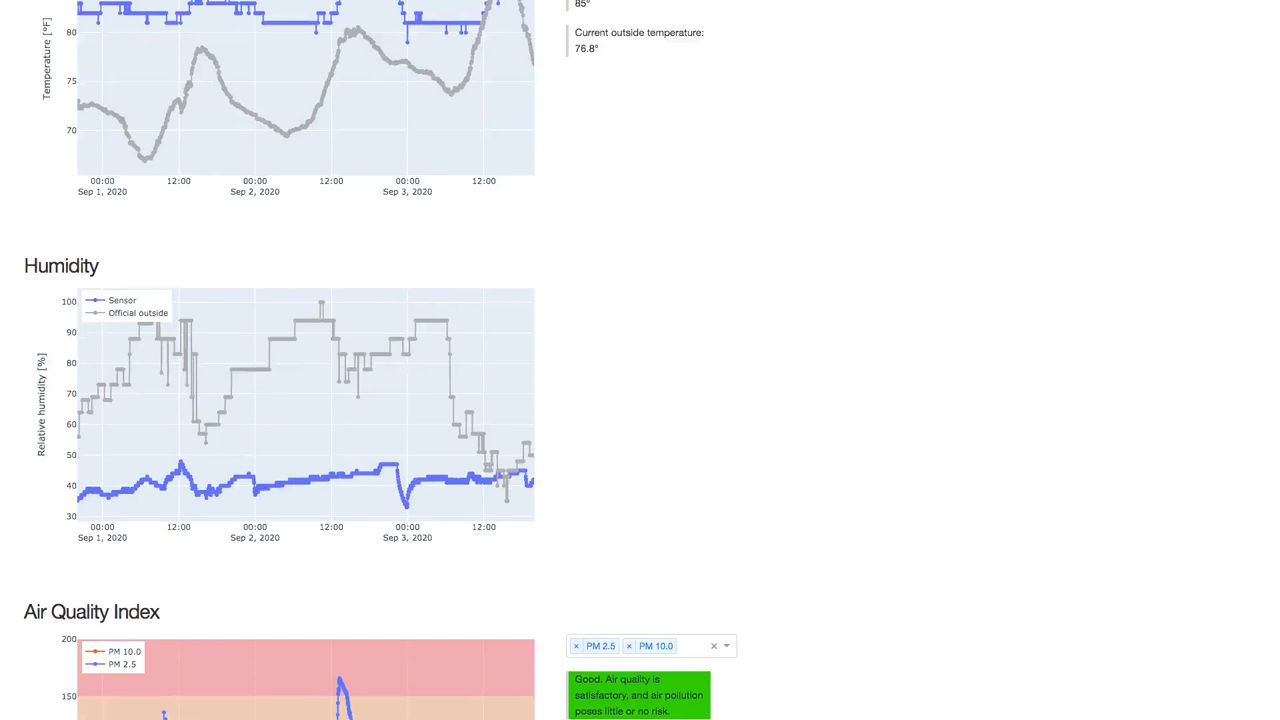 85°
Current outside temperature:
76.8°
Temperature [°F]
80
75
70
00:00
Sep 1, 2020
12:00
00:00
Sep 2, 2020
12:00
00:00
Sep 3, 2020
12:00
Humidity
Sensor
Official outside
Relative humidity [%]
100
90
80
70
60
50
40
30
00:00
Sep 1, 2020
12:00
00:00
Sep 2, 2020
12:00
00:00
Sep 3, 2020
12:00
Air Quality Index
200
150
PM 10.0
PM 2.5
× PM 2.5 × PM 10.0 ×
Good. Air quality is
satisfactory, and air pollution
poses little or no risk.